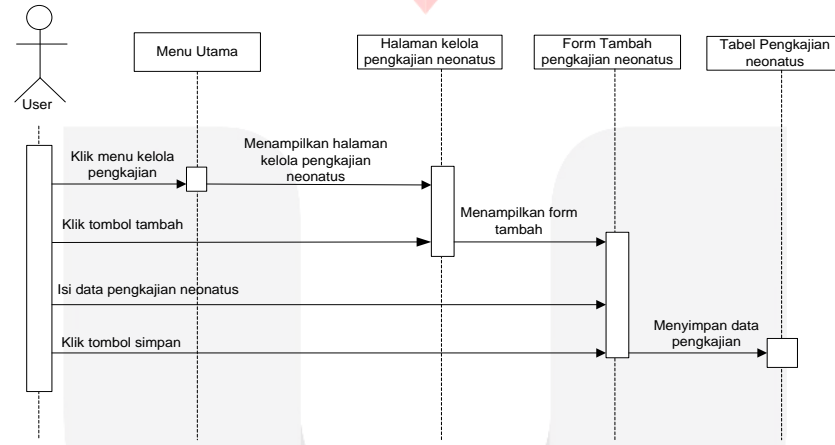 Menu Utama
Halaman kelola
pengkajian neonatus
Form Tambah
pengkajian neonatus
Tabel Pengkajian
neonatus
User
Klik menu kelola
pengkajian
Menampilkan halaman
kelola pengkajian
neonatus
Klik tombol tambah
Menampilkan form
tambah
Isi data pengkajian neonatus
Klik tombol simpan
Menyimpan data
pengkajian